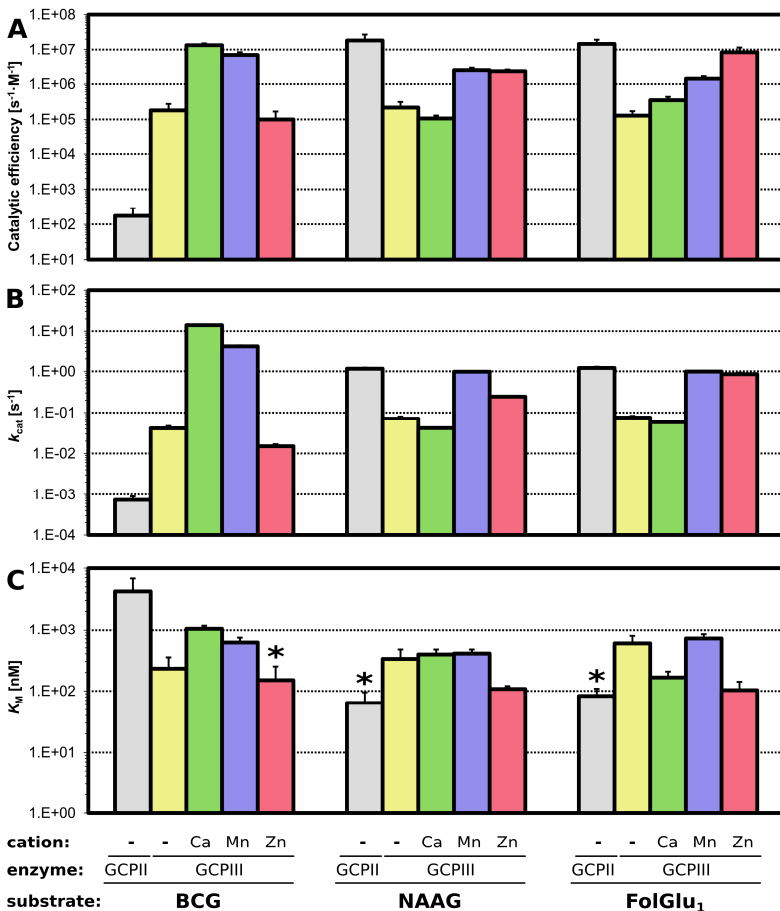 A
Catalytic efficiency [s⁻¹·M⁻¹]
1.E+08
1.E+07
1.E+06
1.E+05
1.E+04
1.E+03
1.E+02
1.E+01
B
kcat [s⁻¹]
1.E+02
1.E+01
1.E+00
1.E-01
1.E-02
1.E-03
1.E-04
C
KM [nM]
1.E+04
1.E+03
1.E+02
1.E+01
1.E+00
* * *
cation: - - Ca Mn Zn - - Ca Mn Zn - - Ca Mn Zn
enzyme: GCPII GCPIII GCPII GCPIII GCPII GCPIII
substrate: BCG NAAG FolGlu₁